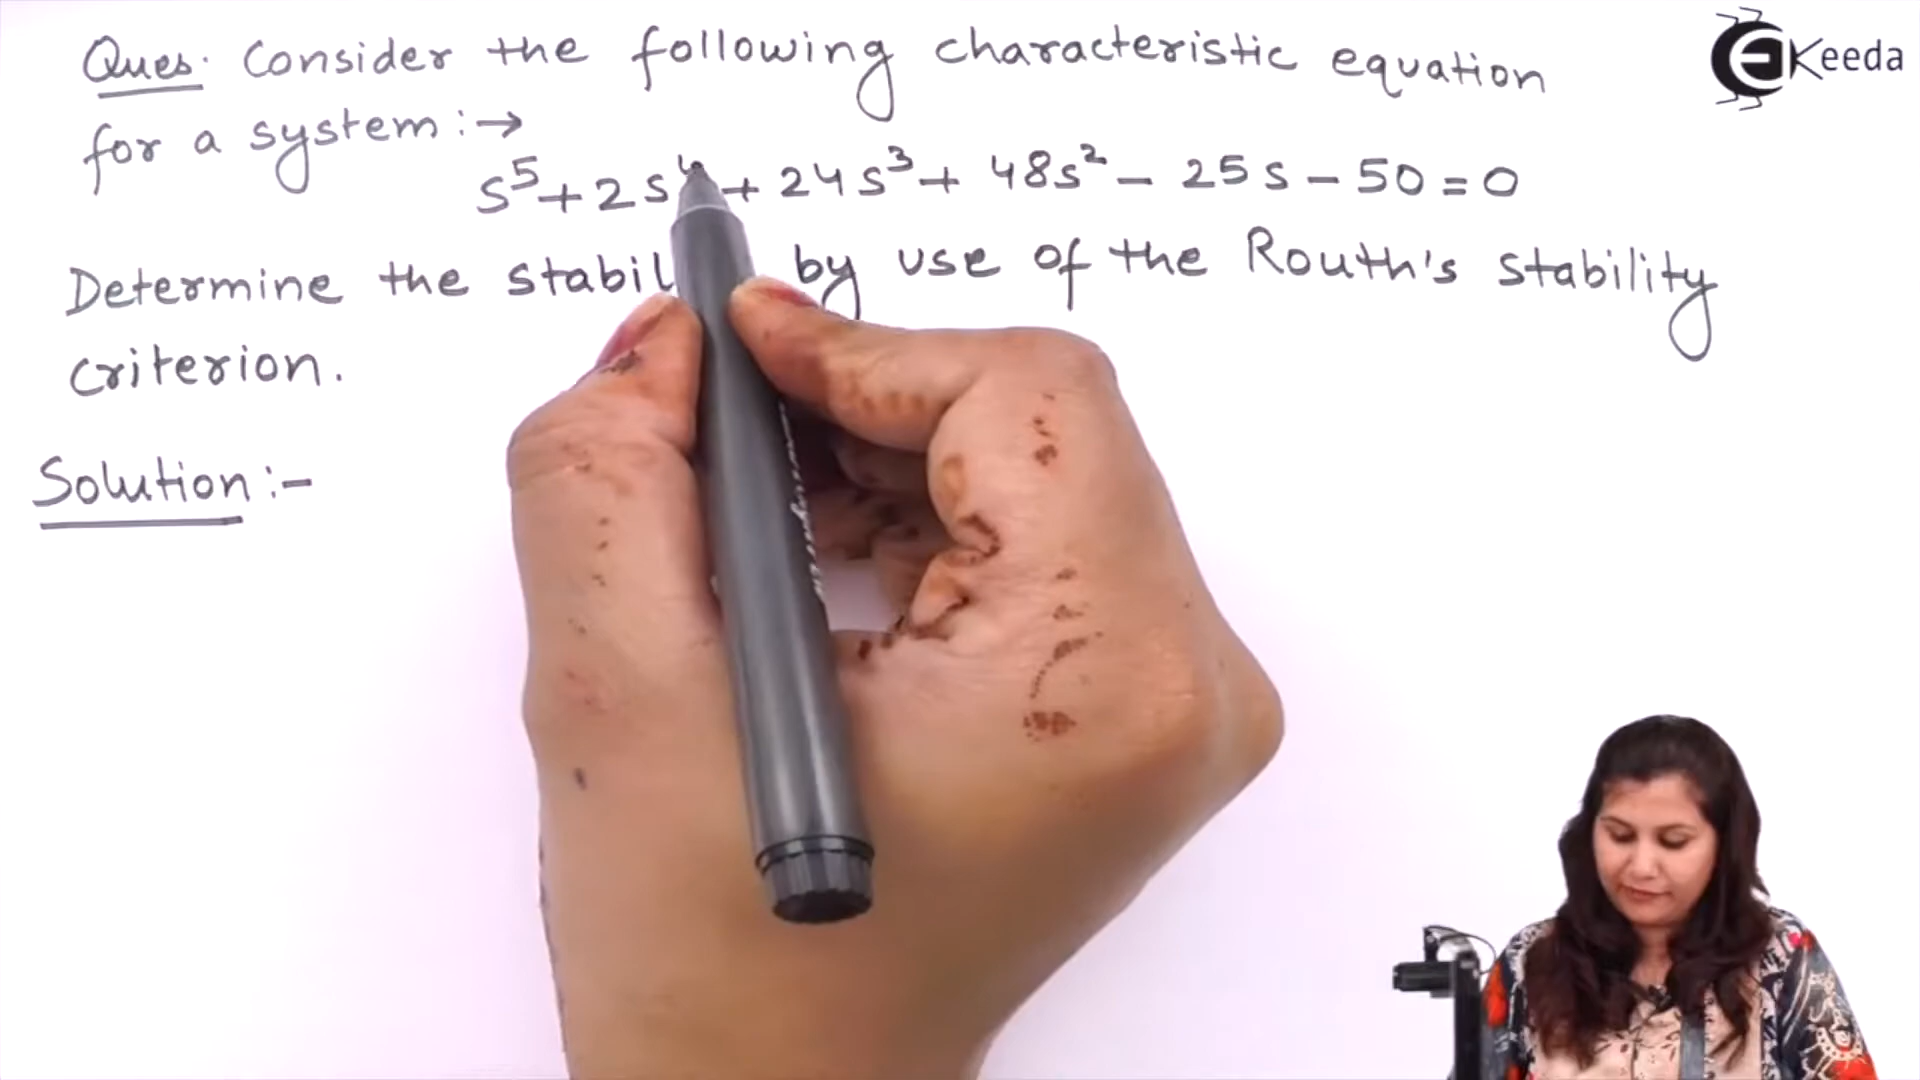 Ques. Consider the following characteristic equation
for a system :→
s⁵ + 2s⁴ + 24s³ + 48s² - 25s - 50 = 0
Determine the stabil by use of the Routh's stability
criterion.
Solution :-
EKeeda